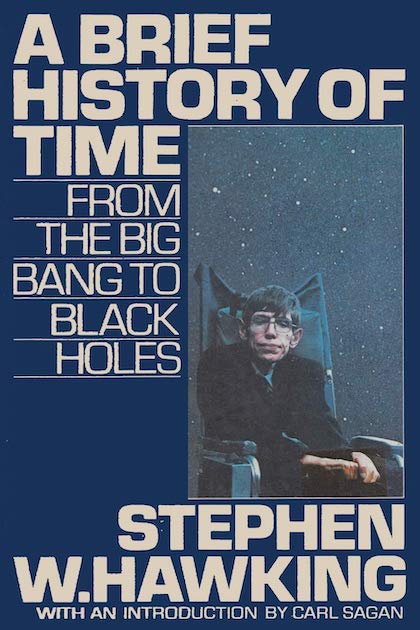 A BRIEF
HISTORY OF
TIME
FROM
THE BIG
BANG TO
BLACK
HOLES
STEPHEN
W.HAWKING
WITH AN INTRODUCTION BY CARL SAGAN